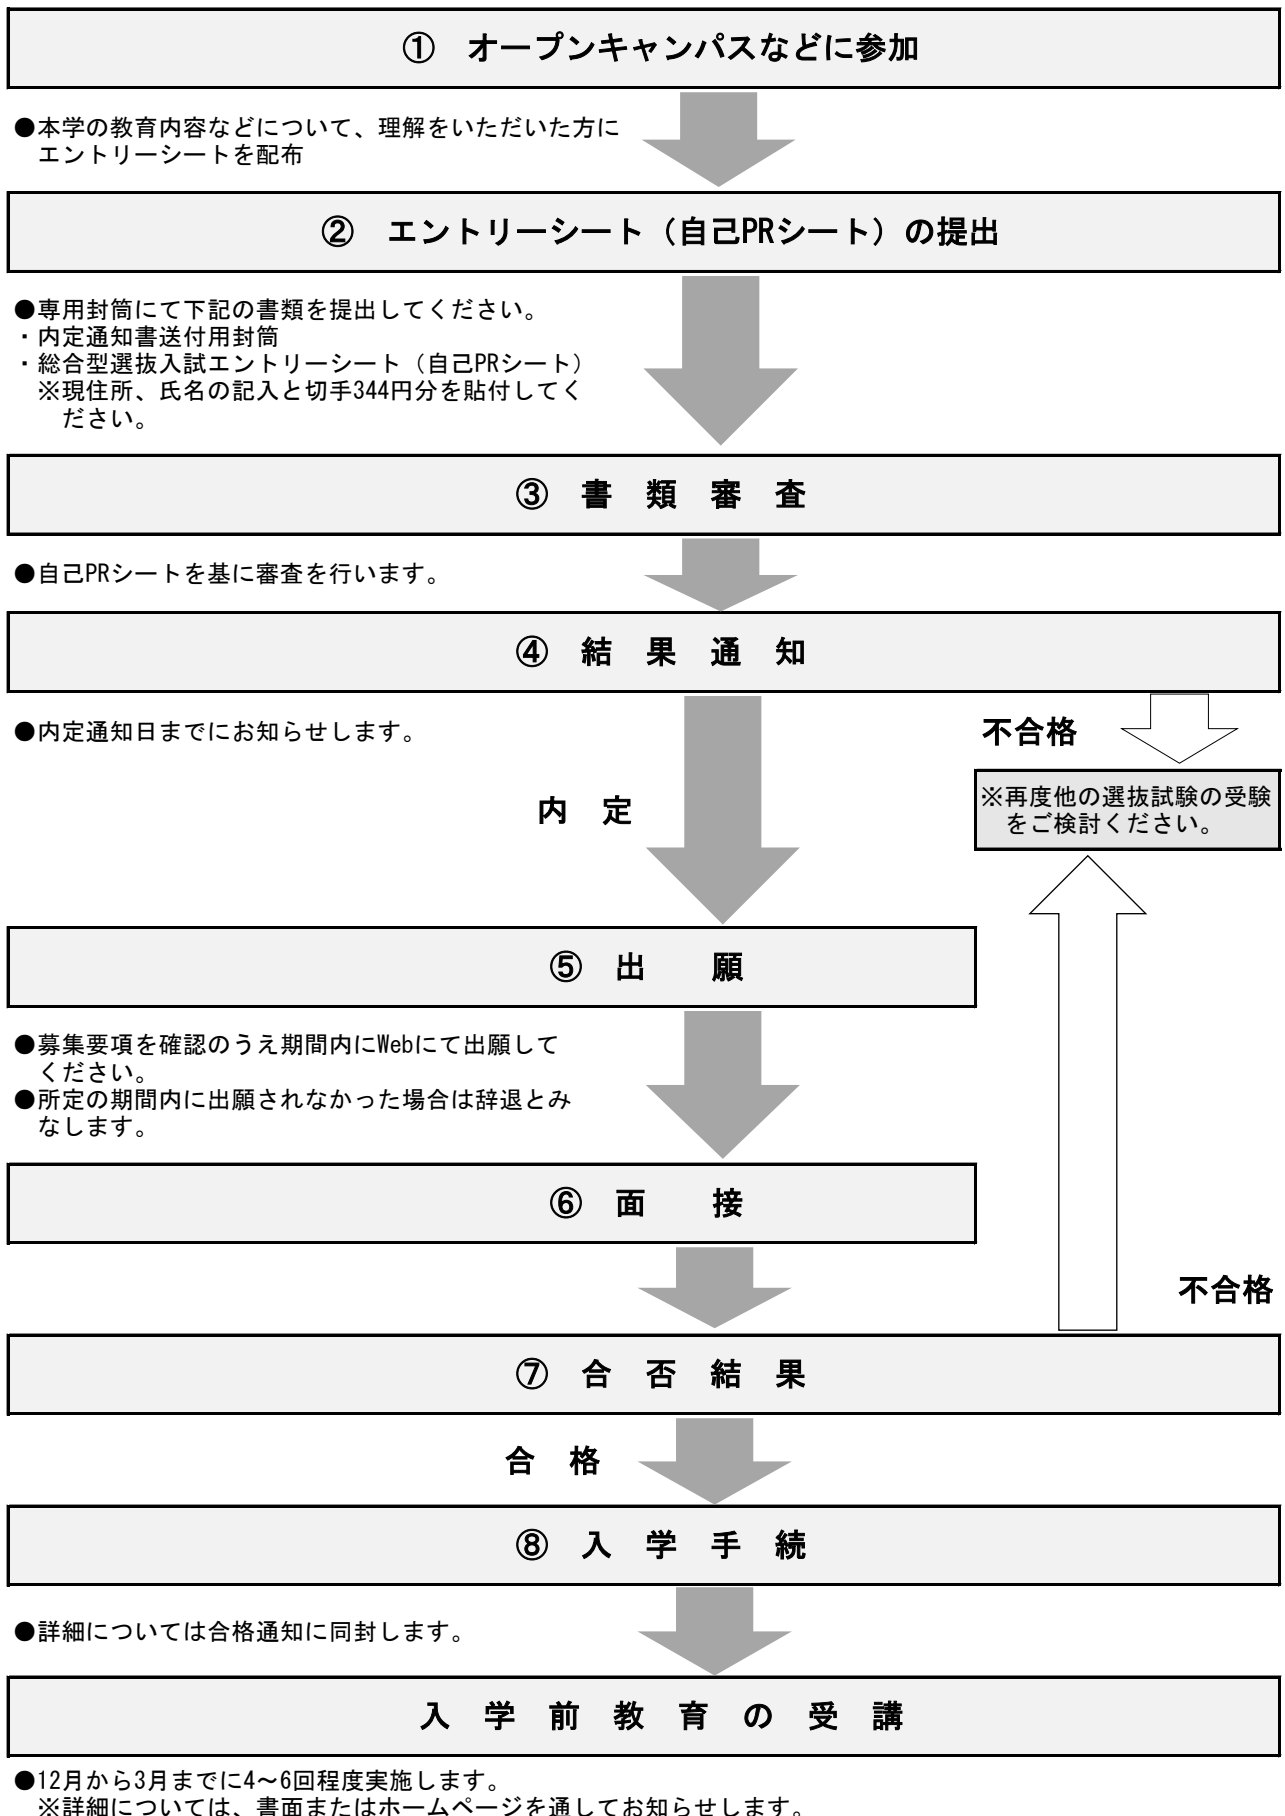 ① オープンキャンパスなどに参加
●本学の教育内容などについて、理解をいただいた方に
エントリーシートを配布
② エントリーシート（自己PRシート）の提出
●専用封筒にて下記の書類を提出してください。
・内定通知書送付用封筒
・総合型選抜入試エントリーシート（自己PRシート）
※現住所、氏名の記入と切手344円分を貼付してく
ださい。
③ 書 類 審 査
●自己PRシートを基に審査を行います。
④ 結 果 通 知
●内定通知日までにお知らせします。
不合格
※再度他の選抜試験の受験
をご検討ください。
内 定
⑤ 出 願
●募集要項を確認のうえ期間内にWebにて出願して
ください。
●所定の期間内に出願されなかった場合は辞退とみ
なします。
⑥ 面 接
不合格
⑦ 合 否 結 果
合 格
⑧ 入 学 手 続
●詳細については合格通知に同封します。
入 学 前 教 育 の 受 講
●12月から3月までに4～6回程度実施します。
※詳細については、書面またはホームページを通してお知らせします。